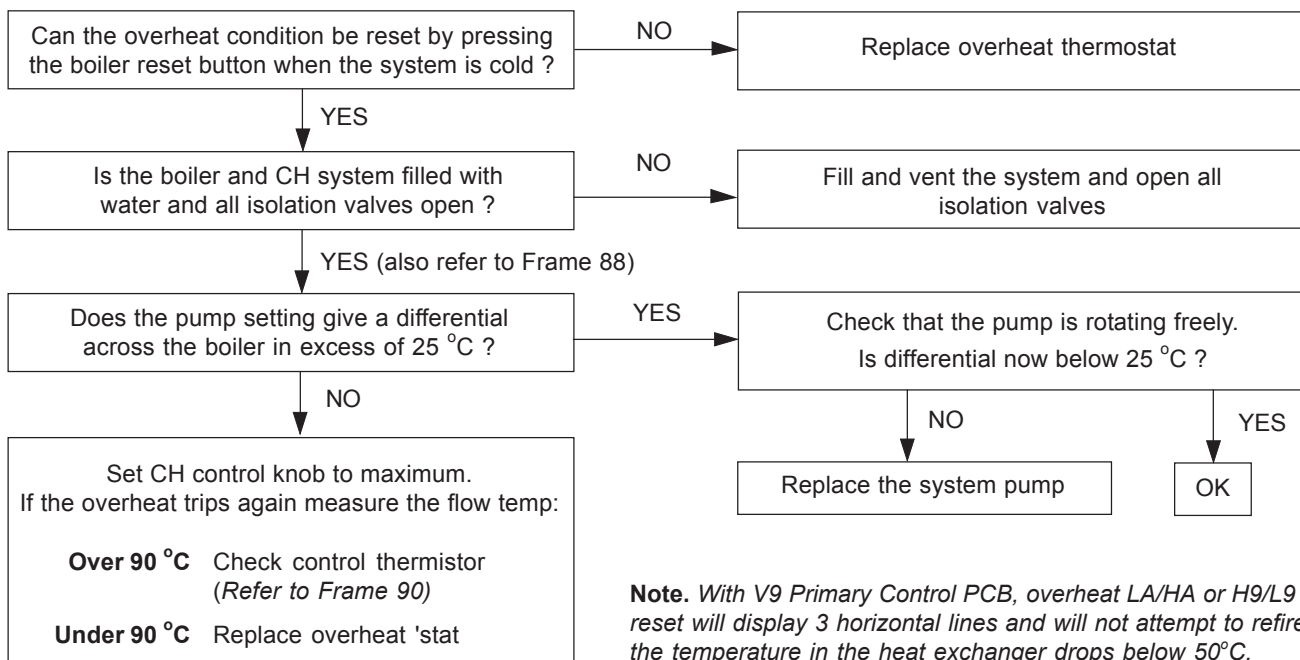 Can the overheat condition be reset by pressing
the boiler reset button when the system is cold ?
NO
Replace overheat thermostat
YES
Is the boiler and CH system filled with
water and all isolation valves open ?
NO
Fill and vent the system and open all
isolation valves
YES (also refer to Frame 88)
Does the pump setting give a differential
across the boiler in excess of 25 °C ?
YES
Check that the pump is rotating freely.
Is differential now below 25 °C ?
NO
NO
YES
Replace the system pump
OK
Set CH control knob to maximum.
If the overheat trips again measure the flow temp:
Over 90 °C Check control thermistor
(Refer to Frame 90)
Under 90 °C Replace overheat 'stat
Note. With V9 Primary Control PCB, overheat LA/HA or H9/L9
reset will display 3 horizontal lines and will not attempt to refire
the temperature in the heat exchanger drops below 50°C.